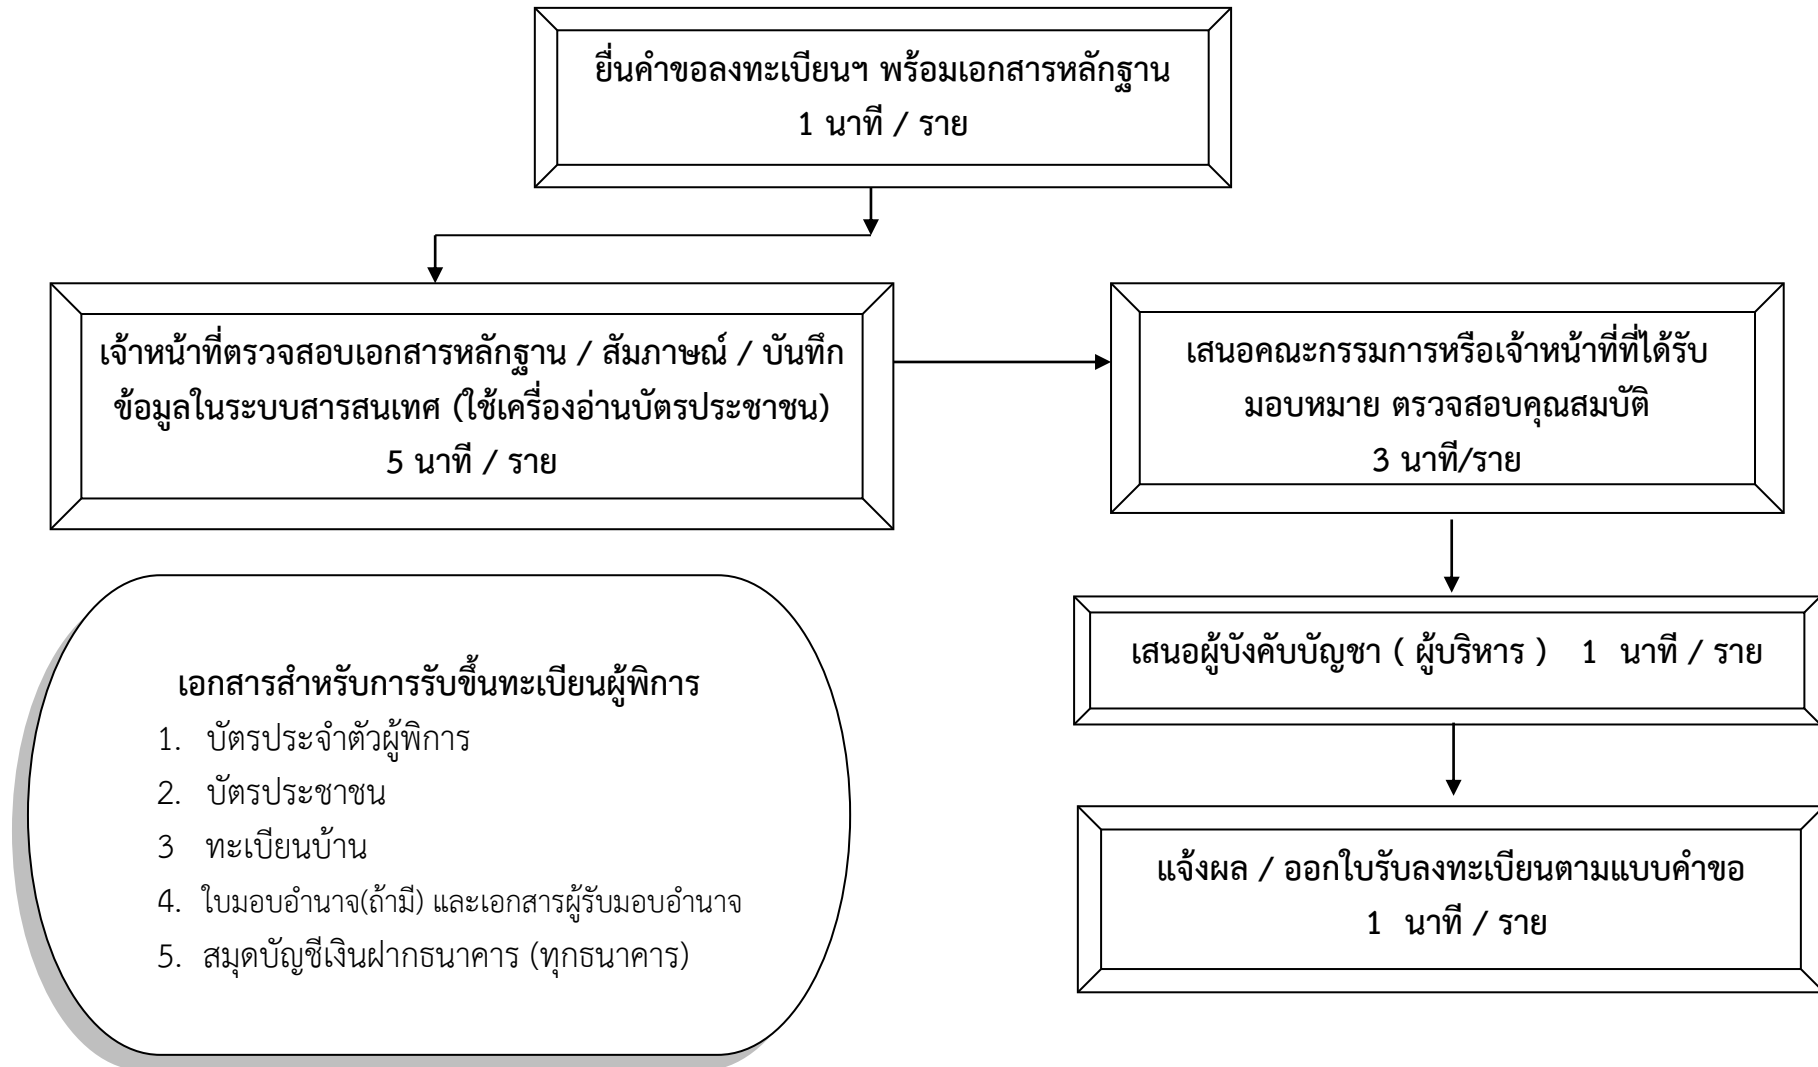 ยื่นคำขอลงทะเบียนฯ พร้อมเอกสารหลักฐาน
1 นาที / ราย
เจ้าหน้าที่ตรวจสอบเอกสารหลักฐาน / สัมภาษณ์ / บันทึก
ข้อมูลในระบบสารสนเทศ (ใช้เครื่องอ่านบัตรประชาชน)
5 นาที / ราย
เสนอคณะกรรมการหรือเจ้าหน้าที่ที่ได้รับ
มอบหมาย ตรวจสอบคุณสมบัติ
3 นาที/ราย
เสนอผู้บังคับบัญชา ( ผู้บริหาร ) 1 นาที / ราย
แจ้งผล / ออกใบรับลงทะเบียนตามแบบคำขอ
1 นาที / ราย
เอกสารสำหรับการรับขึ้นทะเบียนผู้พิการ
1. บัตรประจำตัวผู้พิการ
2. บัตรประชาชน
3 ทะเบียนบ้าน
4. ใบมอบอำนาจ(ถ้ามี) และเอกสารผู้รับมอบอำนาจ
5. สมุดบัญชีเงินฝากธนาคาร (ทุกธนาคาร)